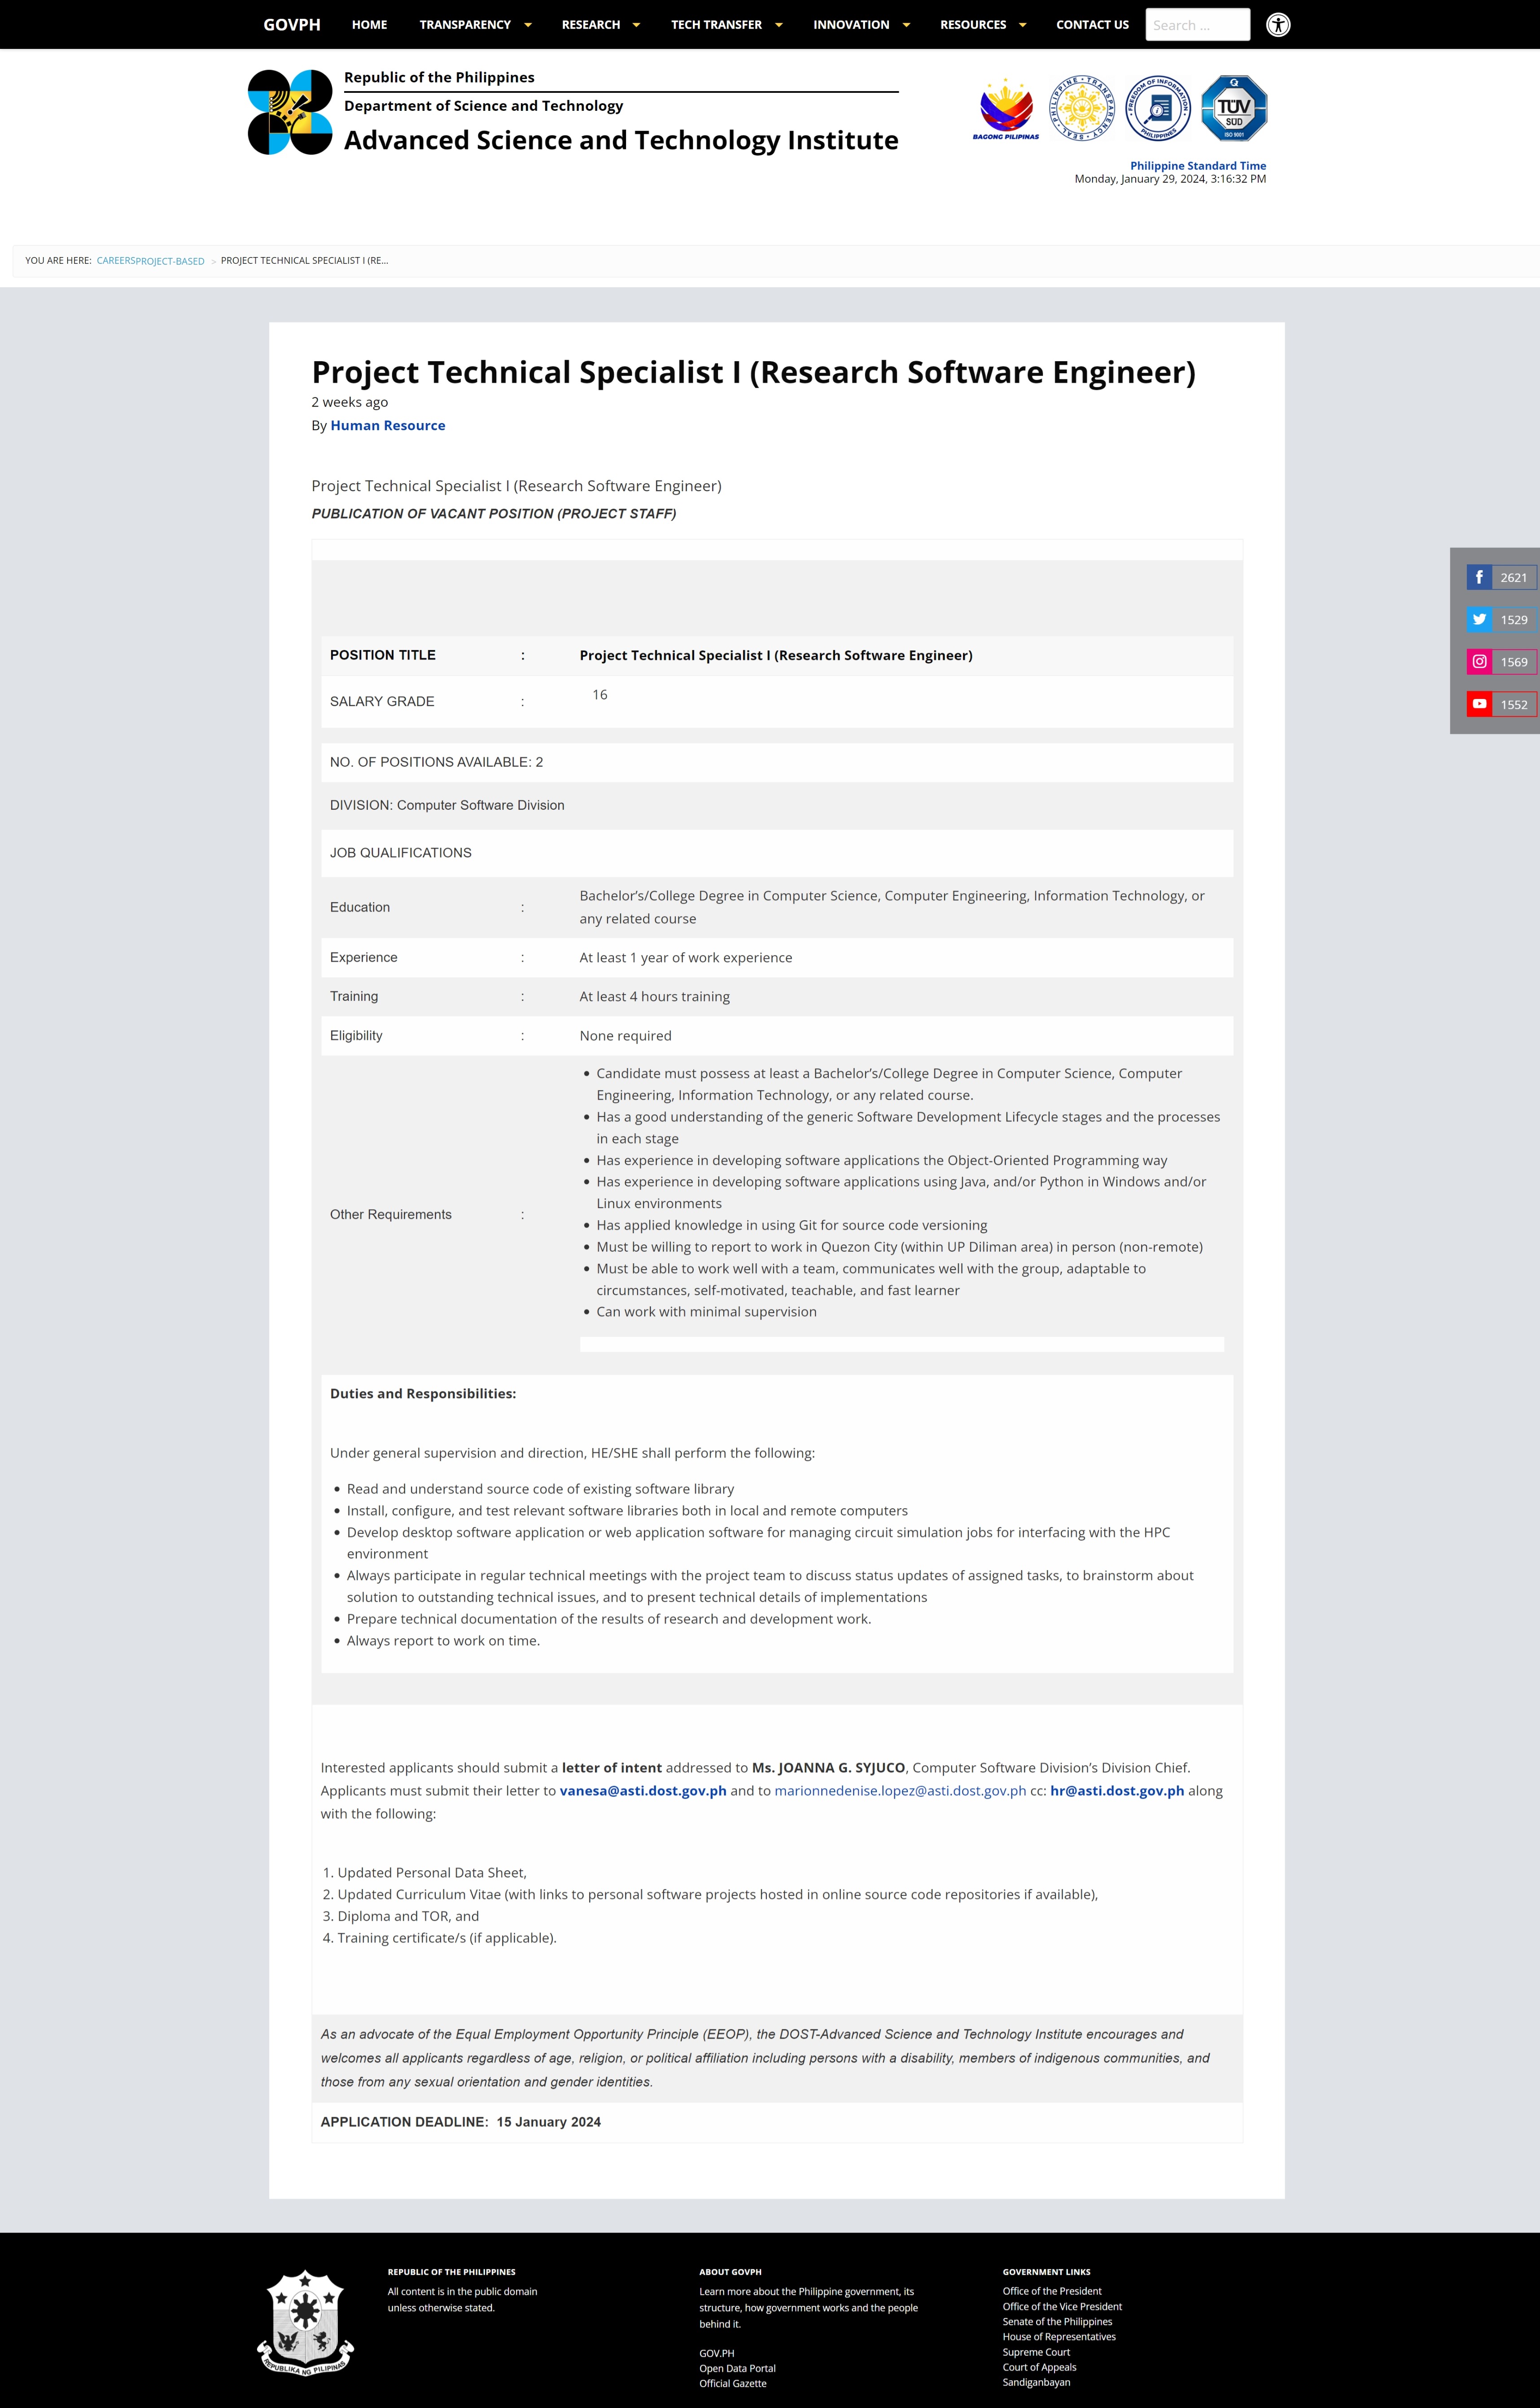 GOVPH
HOME
TRANSPARENCY
RESEARCH
TECH TRANSFER
INNOVATION
RESOURCES
CONTACT US
Search ...
Republic of the Philippines
Department of Science and Technology
Advanced Science and Technology Institute
BAGONG PILIPINAS
PHILIPPINE • TRANSPARENCY SEAL
FREEDOM OF INFORMATION
PHILIPPINES
TÜV
SUD
ISO 9001
Philippine Standard Time
Monday, January 29, 2024, 3:16:32 PM
YOU ARE HERE: CAREERSPROJECT-BASED > PROJECT TECHNICAL SPECIALIST I (RE...
Project Technical Specialist I (Research Software Engineer)
2 weeks ago
By Human Resource
Project Technical Specialist I (Research Software Engineer)
PUBLICATION OF VACANT POSITION (PROJECT STAFF)
2621
1529
1569
1552
POSITION TITLE : Project Technical Specialist I (Research Software Engineer)
SALARY GRADE : 16
NO. OF POSITIONS AVAILABLE: 2
DIVISION: Computer Software Division
JOB QUALIFICATIONS
Education : Bachelor's/College Degree in Computer Science, Computer Engineering, Information Technology, or
any related course
Experience : At least 1 year of work experience
Training : At least 4 hours training
Eligibility : None required
Other Requirements :
• Candidate must possess at least a Bachelor's/College Degree in Computer Science, Computer
Engineering, Information Technology, or any related course.
• Has a good understanding of the generic Software Development Lifecycle stages and the processes
in each stage
• Has experience in developing software applications the Object-Oriented Programming way
• Has experience in developing software applications using Java, and/or Python in Windows and/or
Linux environments
• Has applied knowledge in using Git for source code versioning
• Must be willing to report to work in Quezon City (within UP Diliman area) in person (non-remote)
• Must be able to work well with a team, communicates well with the group, adaptable to
circumstances, self-motivated, teachable, and fast learner
• Can work with minimal supervision
Duties and Responsibilities:
Under general supervision and direction, HE/SHE shall perform the following:
• Read and understand source code of existing software library
• Install, configure, and test relevant software libraries both in local and remote computers
• Develop desktop software application or web application software for managing circuit simulation jobs for interfacing with the HPC
environment
• Always participate in regular technical meetings with the project team to discuss status updates of assigned tasks, to brainstorm about
solution to outstanding technical issues, and to present technical details of implementations
• Prepare technical documentation of the results of research and development work.
• Always report to work on time.
Interested applicants should submit a letter of intent addressed to Ms. JOANNA G. SYJUCO, Computer Software Division's Division Chief.
Applicants must submit their letter to vanesa@asti.dost.gov.ph and to marionnedenise.lopez@asti.dost.gov.ph cc: hr@asti.dost.gov.ph along
with the following:
1. Updated Personal Data Sheet,
2. Updated Curriculum Vitae (with links to personal software projects hosted in online source code repositories if available),
3. Diploma and TOR, and
4. Training certificate/s (if applicable).
As an advocate of the Equal Employment Opportunity Principle (EEOP), the DOST-Advanced Science and Technology Institute encourages and
welcomes all applicants regardless of age, religion, or political affiliation including persons with a disability, members of indigenous communities, and
those from any sexual orientation and gender identities.
APPLICATION DEADLINE: 15 January 2024
REPUBLIKA NG PILIPINAS
REPUBLIC OF THE PHILIPPINES
All content is in the public domain
unless otherwise stated.
ABOUT GOVPH
Learn more about the Philippine government, its
structure, how government works and the people
behind it.
GOV.PH
Open Data Portal
Official Gazette
GOVERNMENT LINKS
Office of the President
Office of the Vice President
Senate of the Philippines
House of Representatives
Supreme Court
Court of Appeals
Sandiganbayan